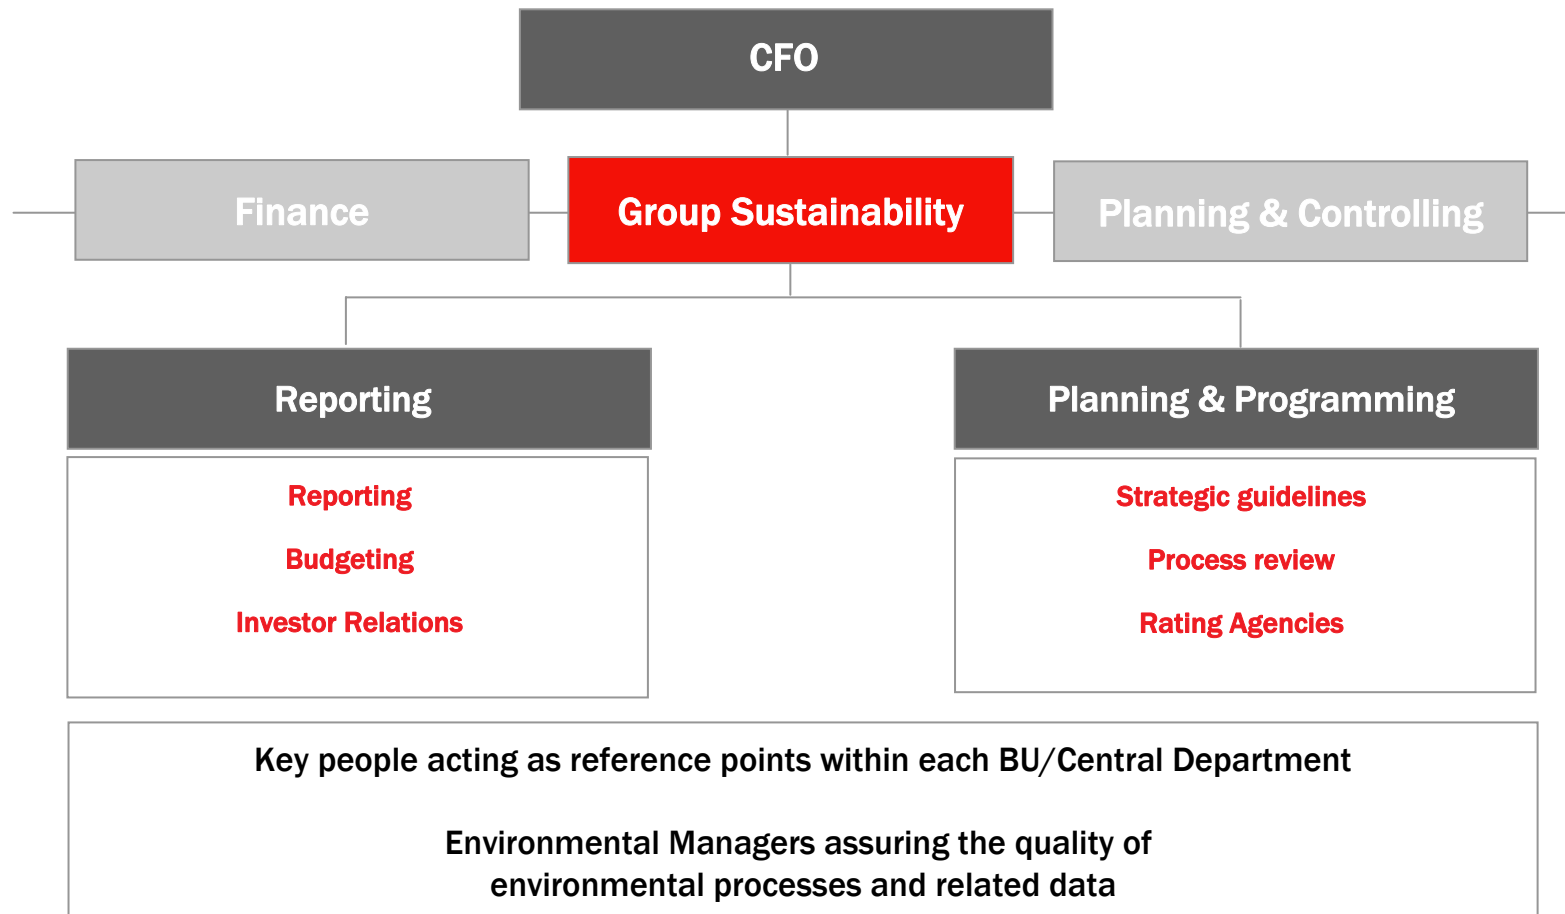 CFO
Finance
Group Sustainability
Planning & Controlling
Reporting
Planning & Programming
Reporting
Budgeting
Investor Relations
Strategic guidelines
Process review
Rating Agencies
Key people acting as reference points within each BU/Central Department
Environmental Managers assuring the quality of
environmental processes and related data